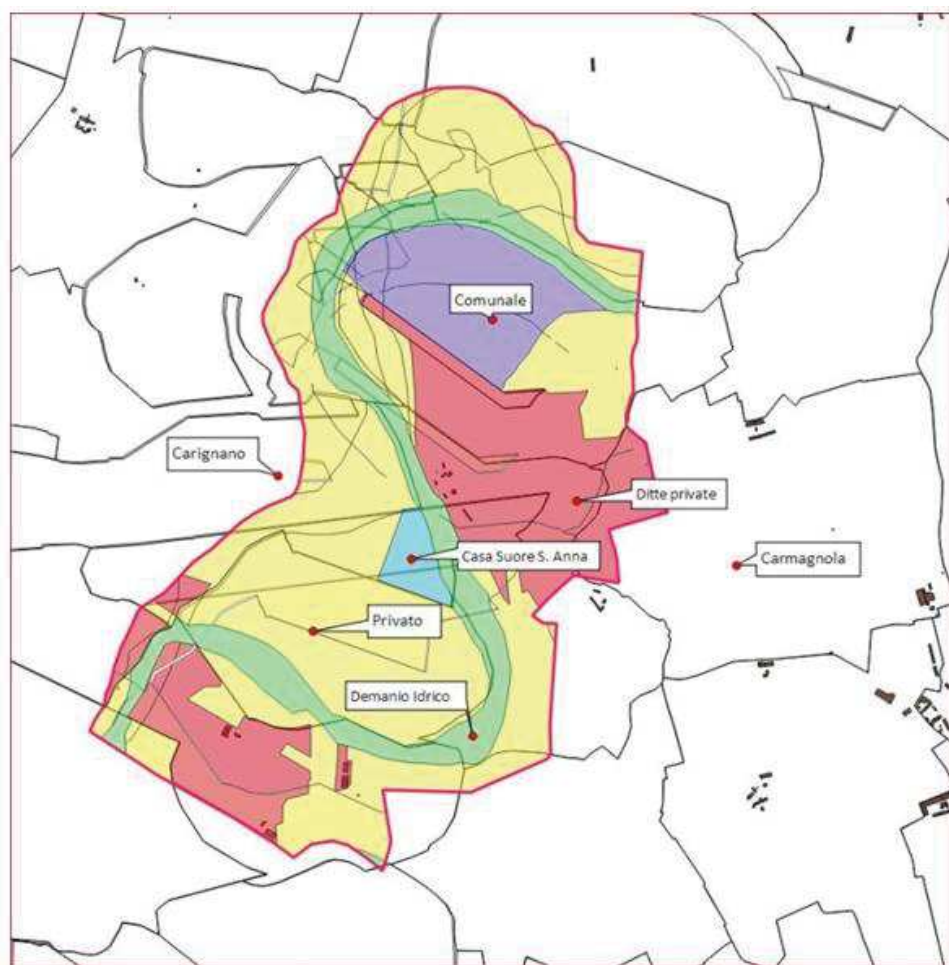 Comunale
Carignano
Ditte private
Casa Suore S. Anna
Carmagnola
Privato
Demanio Idrico